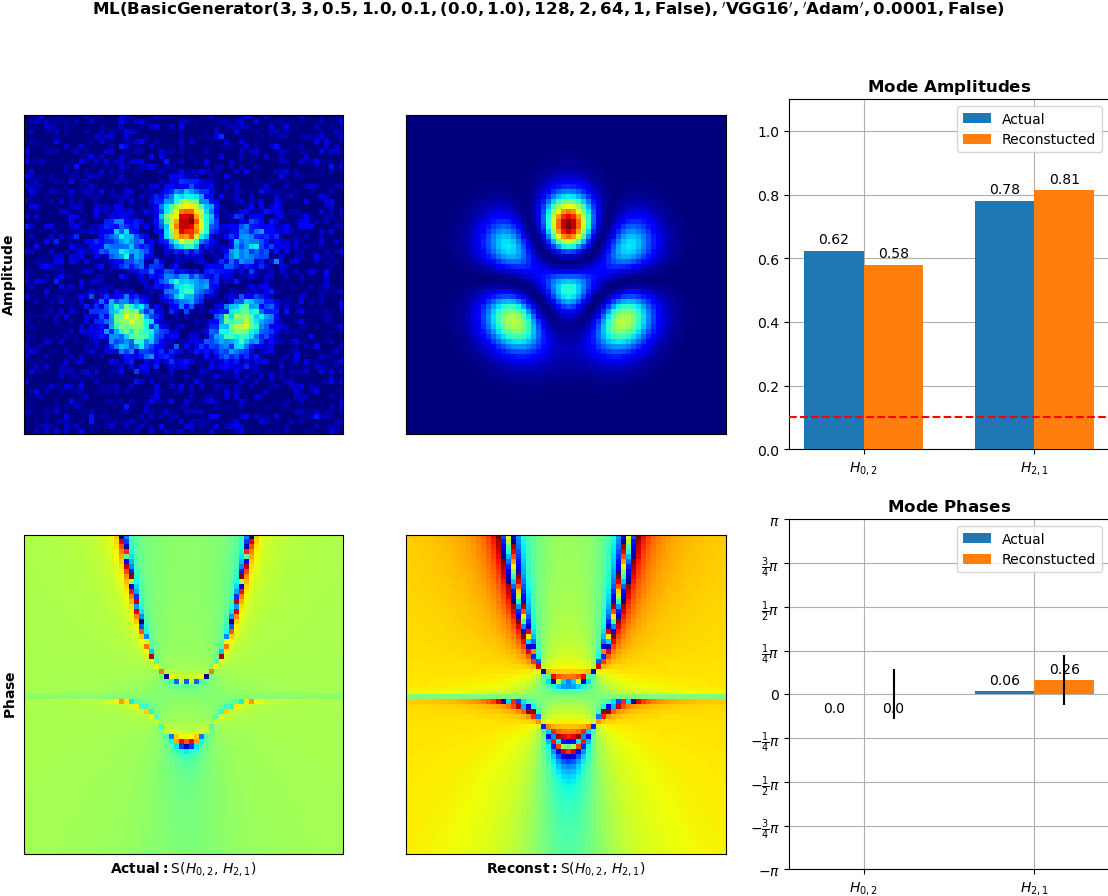 ML(BasicGenerator(3, 3, 0.5, 1.0, 0.1, (0.0, 1.0), 128, 2, 64, 1, False), ′VGG16′, ′Adam′, 0.0001, False)
Amplitude
Mode Amplitudes
Actual
Reconstucted
1.0
0.8
0.6
0.4
0.2
0.0
0.62
0.58
0.78
0.81
H0, 2
H2, 1
Phase
Actual: S(H0, 2, H2, 1)
Reconst: S(H0, 2, H2, 1)
Mode Phases
Actual
Reconstucted
π
3/4π
1/2π
1/4π
0
−1/4π
−1/2π
−3/4π
−π
0.0
0.0
0.06
0.26
H0, 2
H2, 1